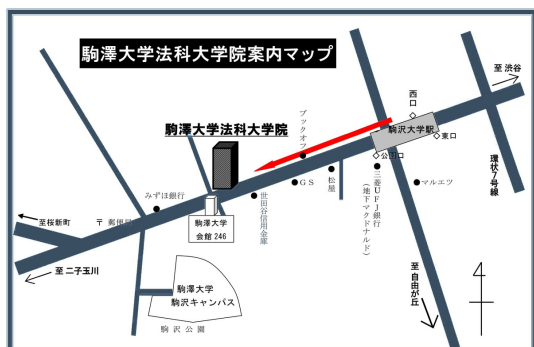 駒澤大学法科大学院案内マップ
至 渋谷
西口
駒沢大学駅
◇東口
◇公園口
環状7号線
ブックオフ
駒澤大学法科大学院
松屋
GS
三菱UFJ銀行
(地下マクドナルド)
マルエツ
みずほ銀行
世田谷信用金庫
至桜新町
〒 郵便局
駒澤大学
会館 246
至 二子玉川
至 自由が丘
駒澤大学
駒沢キャンパス
駒沢公園